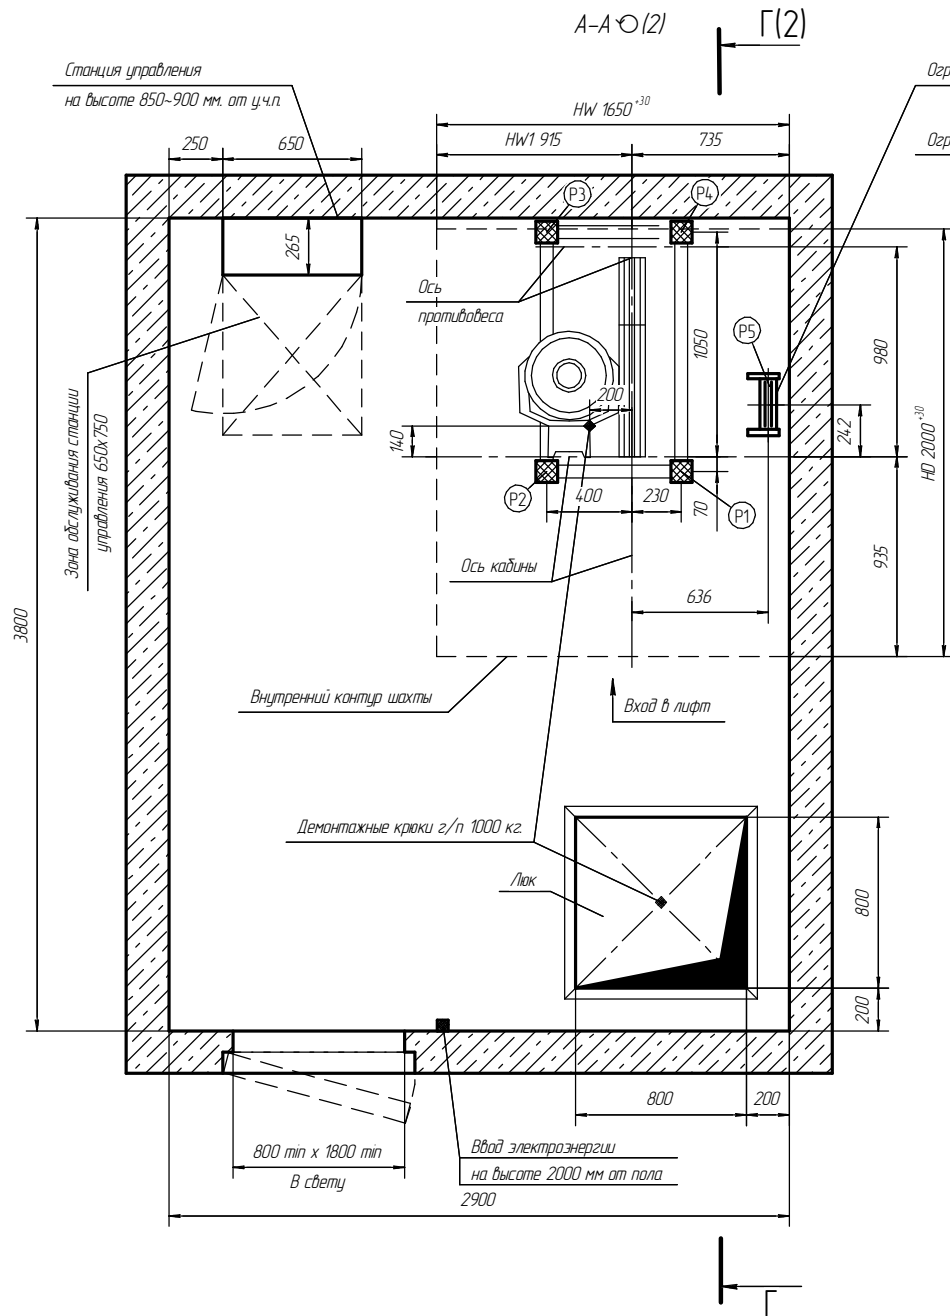 А-А (2)
Г(2)
Станция управления
на высоте 850~900 мм. от у.ч.п.
Огр
HW 1650 +30
250
650
HW1 915
735
Огр
P3
P4
265
Ось
противовеса
1050
980
P5
200
140
242
HD 2000 +30
P2
400
230
70
P1
Зона обслуживания станции
управления 650x750
Ось кабины
935
636
3800
Внутренний контур шахты
Вход в лифт
Демонтажные крюки г/п 1000 кг.
Люк
800
200
800
200
800 min x 1800 min
В свету
Ввод электроэнергии
на высоте 2000 мм от пола
2900
Г